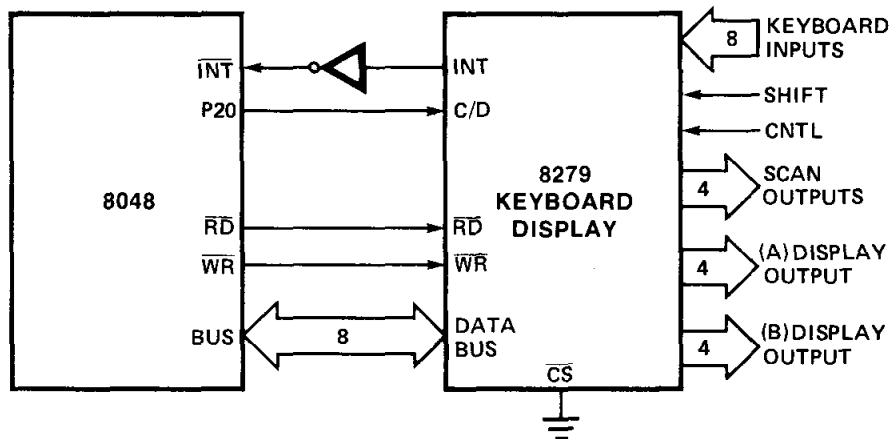 8048
INT
P20
RD
WR
BUS
8
INT
C/D
RD
WR
DATA
BUS
8279
KEYBOARD
DISPLAY
CS
8
KEYBOARD
INPUTS
SHIFT
CNTL
4
SCAN
OUTPUTS
4
(A)DISPLAY
OUTPUT
4
(B)DISPLAY
OUTPUT